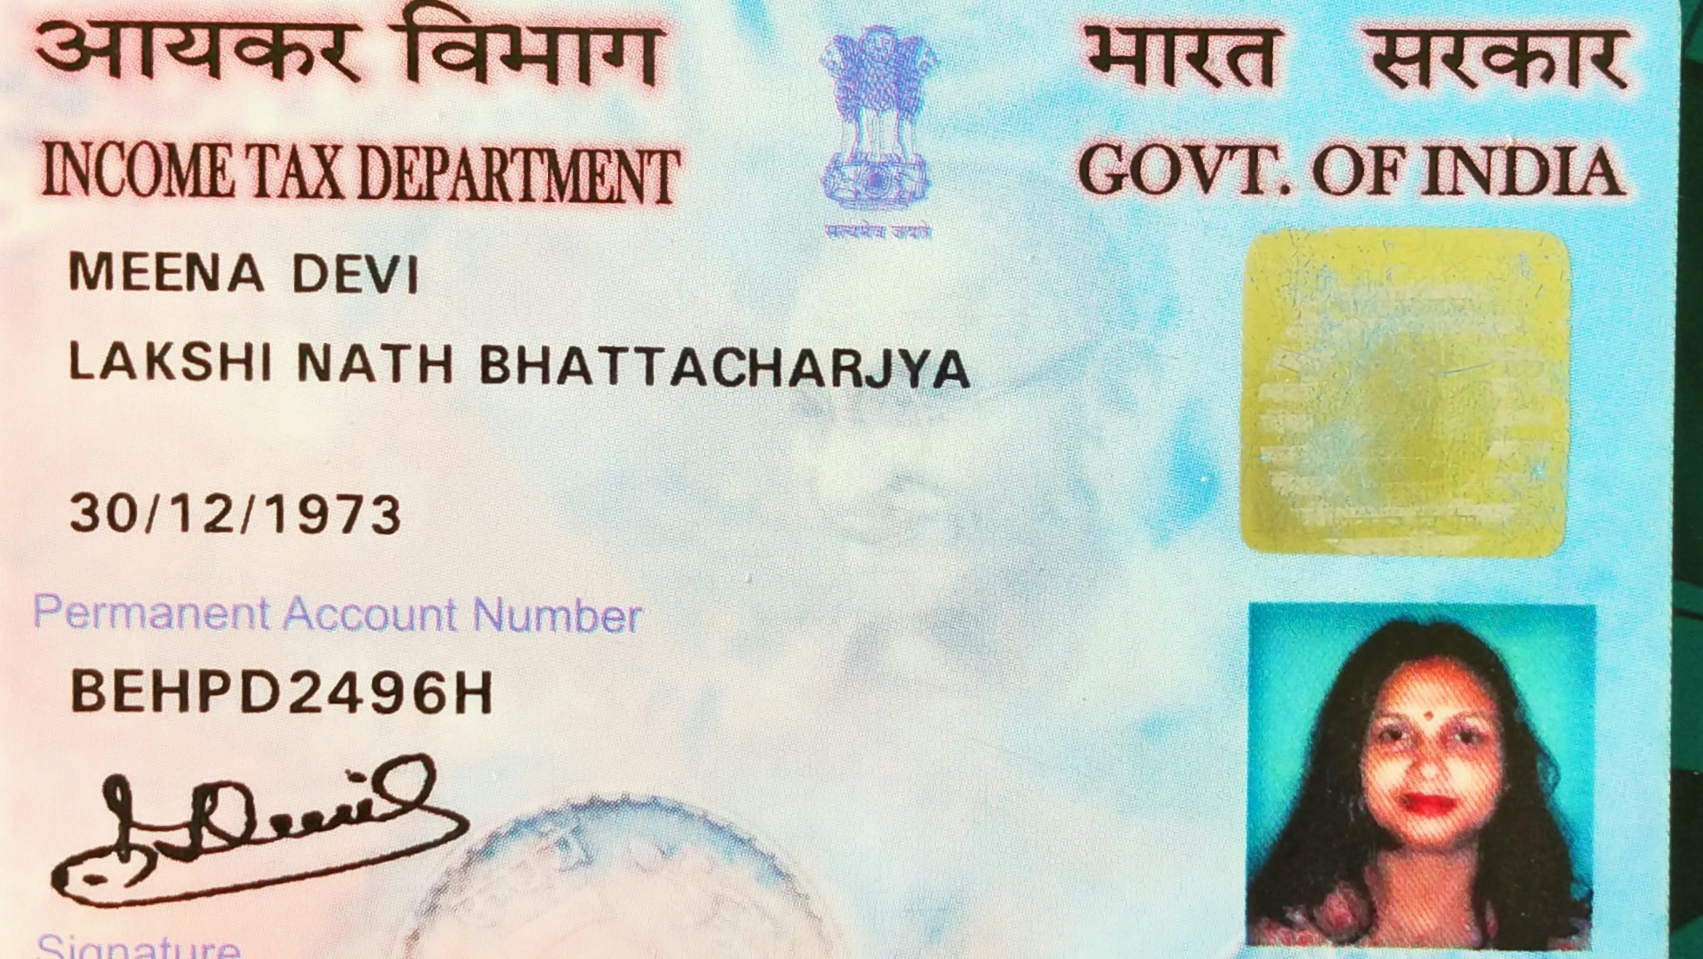 आयकर विभाग
भारत सरकार
INCOME TAX DEPARTMENT
GOVT. OF INDIA
सत्यमेव जयते
MEENA DEVI
LAKSHI NATH BHATTACHARJYA
30/12/1973
Permanent Account Number
BEHPD2496H
Signature